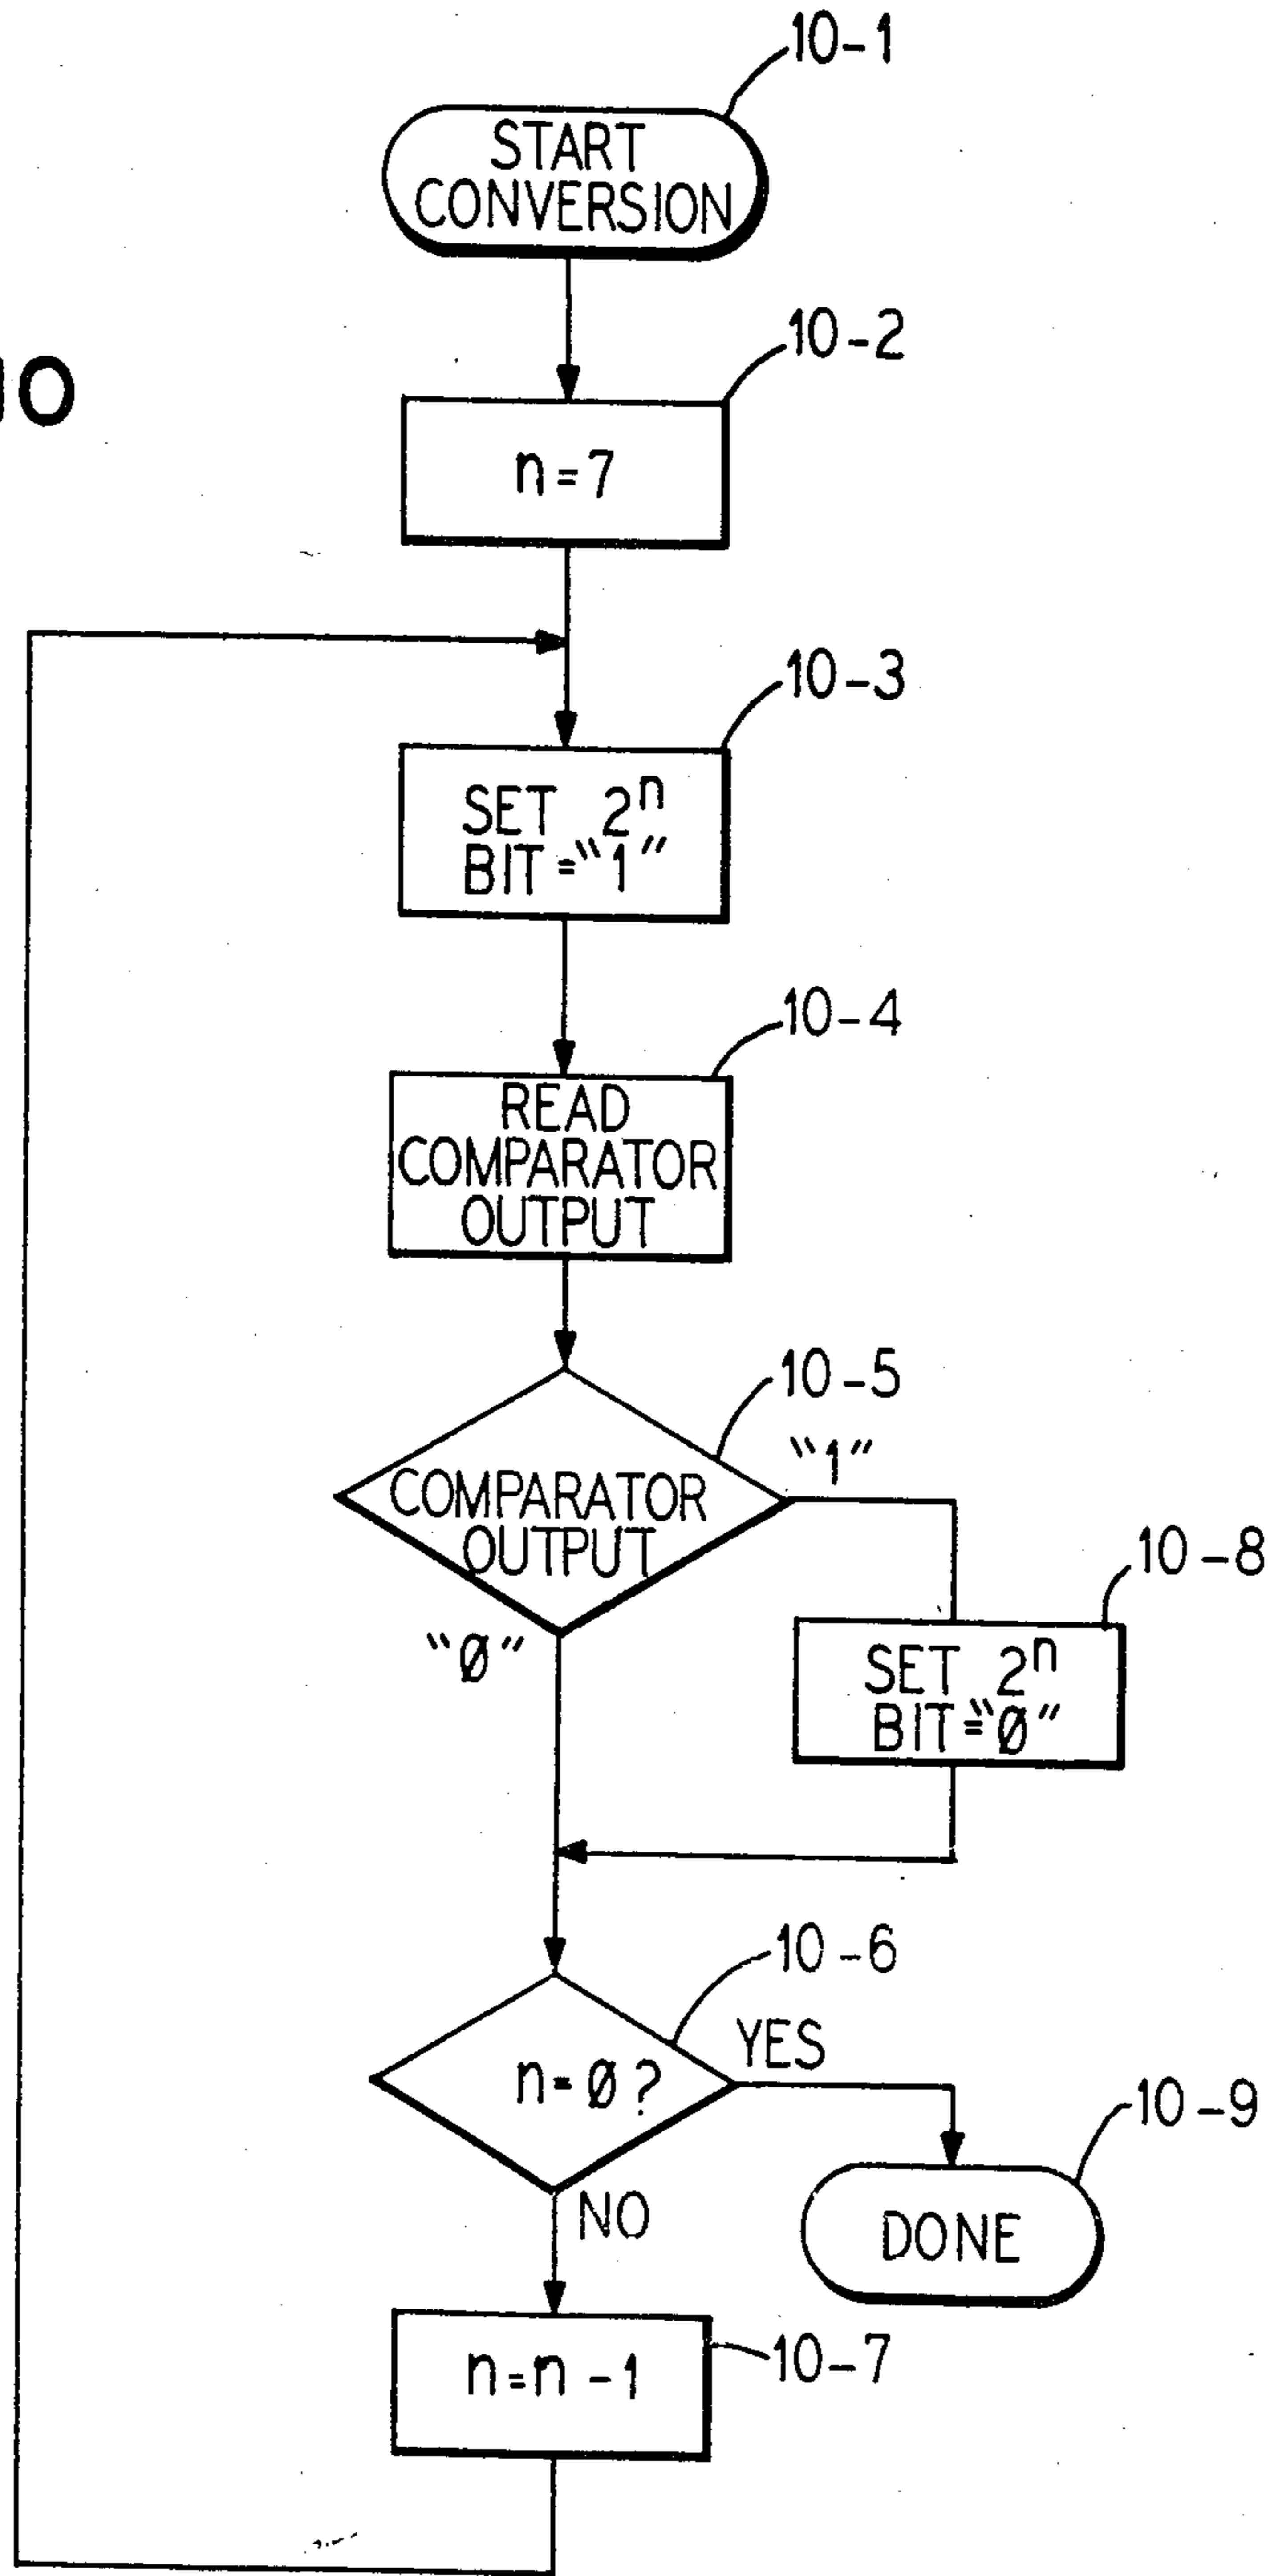 10-1
START
CONVERSION
10-2
10
n=7
10-3
SET 2ⁿ
BIT="1"
10-4
READ
COMPARATOR
OUTPUT
10-5
COMPARATOR
OUTPUT
"1"
"Ø"
10-8
SET 2ⁿ
BIT="Ø"
10-6
n=Ø?
YES
10-9
DONE
NO
n=n-1
10-7